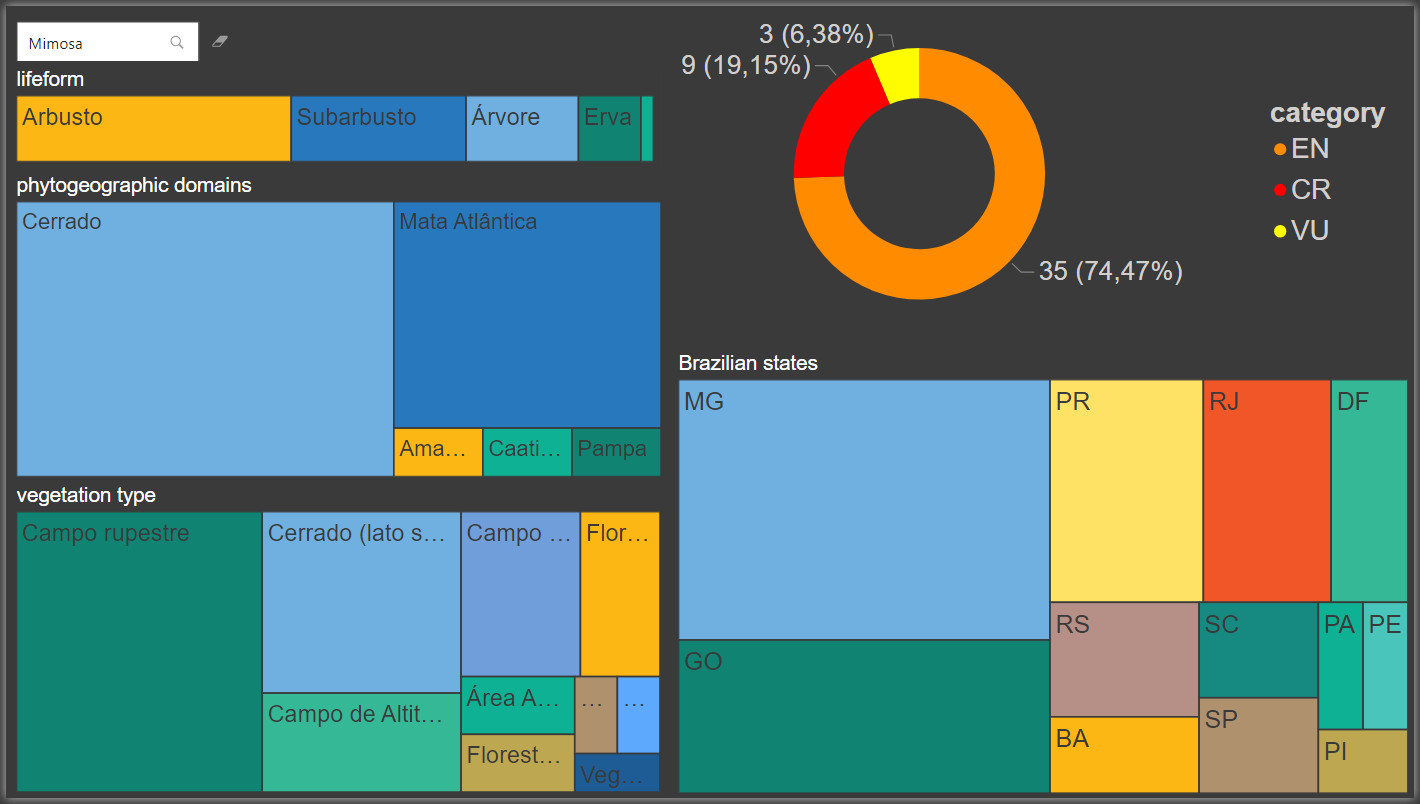 Mimosa
lifeform
Arbusto
Subarbusto
Árvore
Erva
phytogeographic domains
Cerrado
Mata Atlântica
Ama…
Caati…
Pampa
vegetation type
Campo rupestre
Cerrado (lato s…
Campo …
Flor…
Campo de Altit…
Área A…
…
…
Florest…
Veg…
3 (6,38%)
9 (19,15%)
35 (74,47%)
category
EN
CR
VU
Brazilian states
MG
PR
RJ
DF
GO
RS
SC
PA
PE
BA
SP
PI